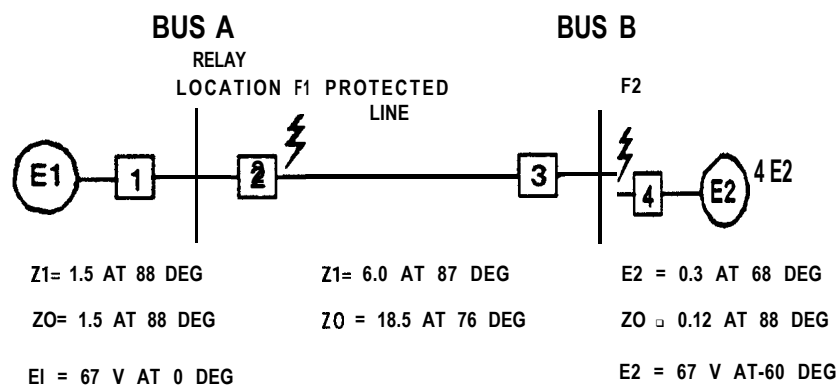 BUS A
BUS B
RELAY
LOCATION F1 PROTECTED
LINE
F2
E1
1
2
3
4
E2
4 E2
Z1= 1.5 AT 88 DEG
Z1= 6.0 AT 87 DEG
E2 = 0.3 AT 68 DEG
ZO= 1.5 AT 88 DEG
Z0 = 18.5 AT 76 DEG
ZO □ 0.12 AT 88 DEG
EI = 67 V AT 0 DEG
E2 = 67 V AT-60 DEG